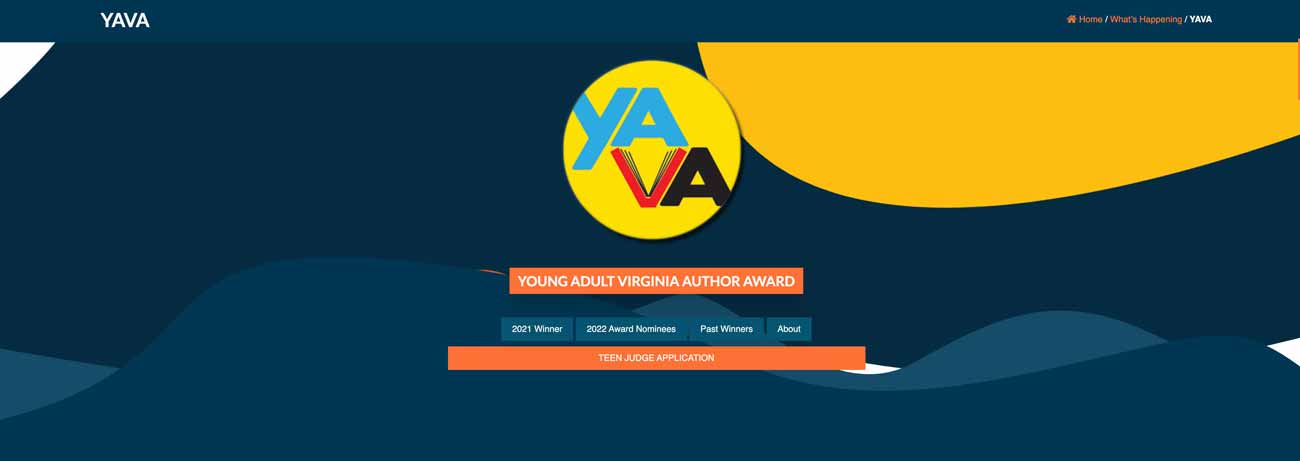 YAVA
Home / What's Happening / YAVA
YA
VA
YOUNG ADULT VIRGINIA AUTHOR AWARD
2021 Winner
2022 Award Nominees
Past Winners
About
TEEN JUDGE APPLICATION